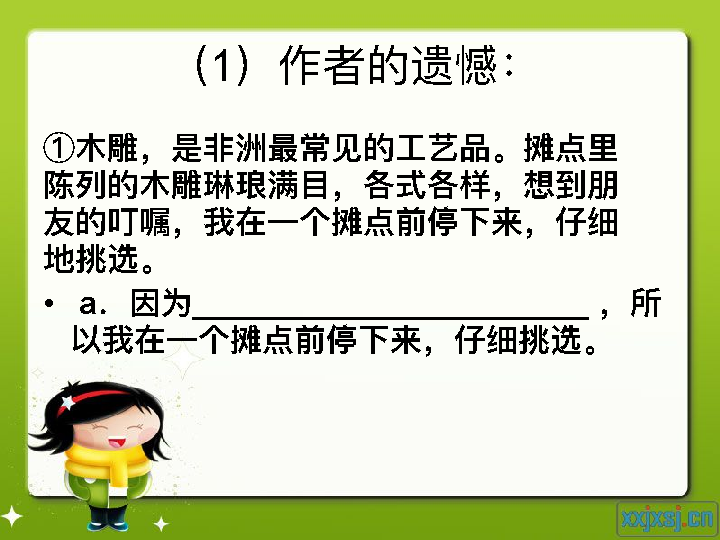 （1）作者的遗憾：
①木雕，是非洲最常见的工艺品。摊点里
陈列的木雕琳琅满目，各式各样，想到朋
友的叮嘱，我在一个摊点前停下来，仔细
地挑选。
• a．因为________________________，所
以我在一个摊点前停下来，仔细挑选。
xxjxsj.cn